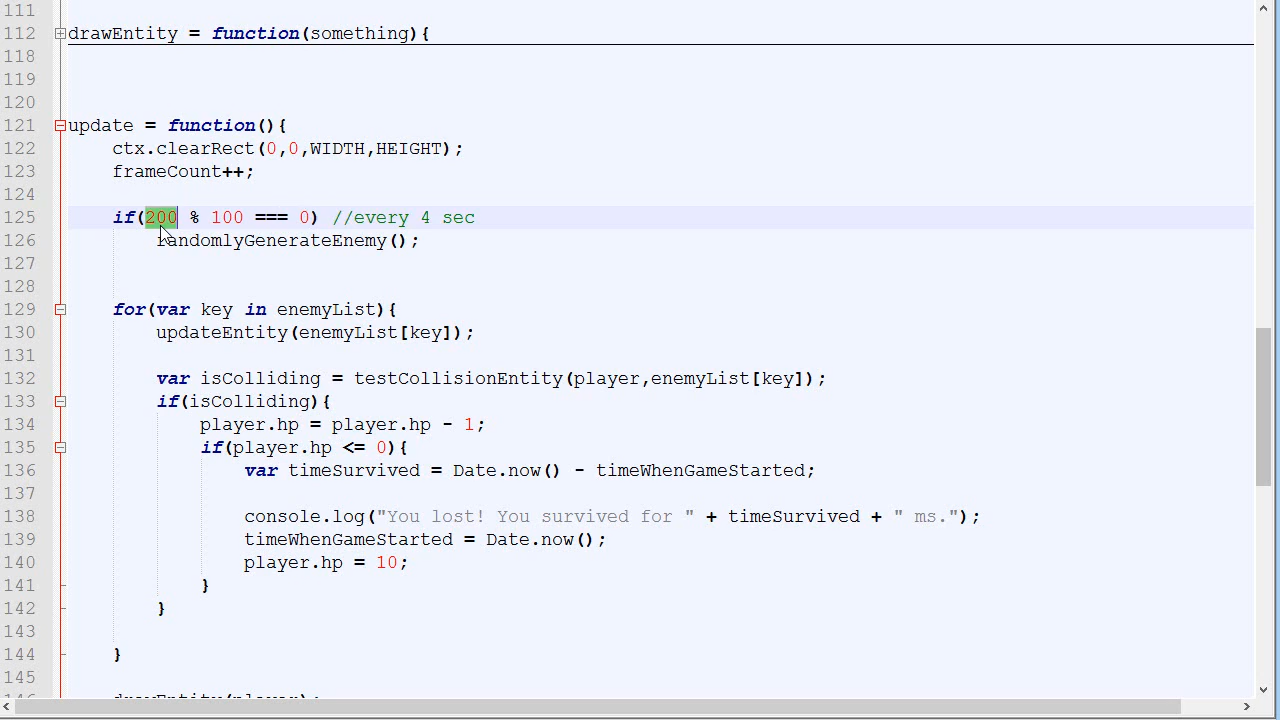 111
112 drawEntity = function(something){
118
119
120
121 update = function(){
122 ctx.clearRect(0,0,WIDTH,HEIGHT);
123 frameCount++;
124
125 if(200 % 100 === 0) //every 4 sec
126 randomlyGenerateEnemy();
127
128
129 for(var key in enemyList){
130 updateEntity(enemyList[key]);
131
132 var isColliding = testCollisionEntity(player,enemyList[key]);
133 if(isColliding){
134 player.hp = player.hp - 1;
135 if(player.hp <= 0){
136 var timeSurvived = Date.now() - timeWhenGameStarted;
137
138 console.log("You lost! You survived for " + timeSurvived + " ms.");
139 timeWhenGameStarted = Date.now();
140 player.hp = 10;
141 }
142 }
143
144 }
145
146 drawEntity(player);